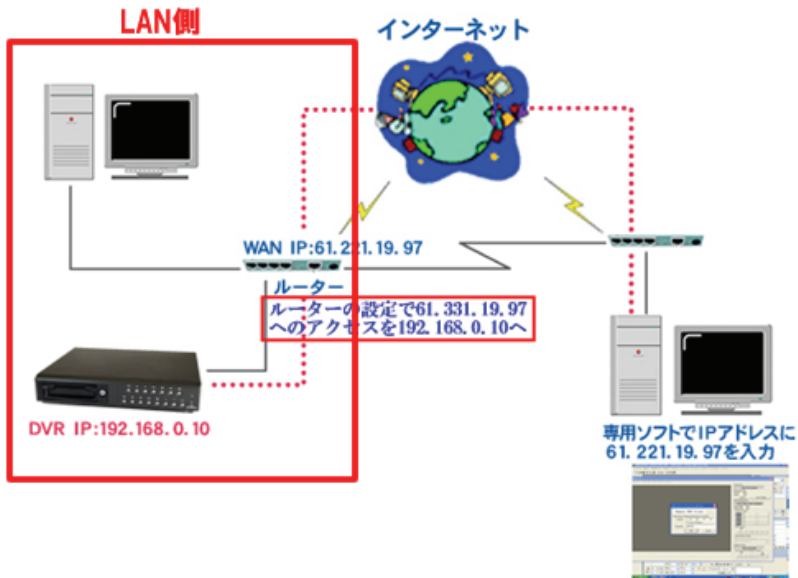 LAN側
インターネット
WAN IP:61.221.19.97
ルーター
ルーターの設定で61.331.19.97
へのアクセスを192.168.0.10へ
DVR IP:192.168.0.10
専用ソフトでIPアドレスに
61.221.19.97を入力